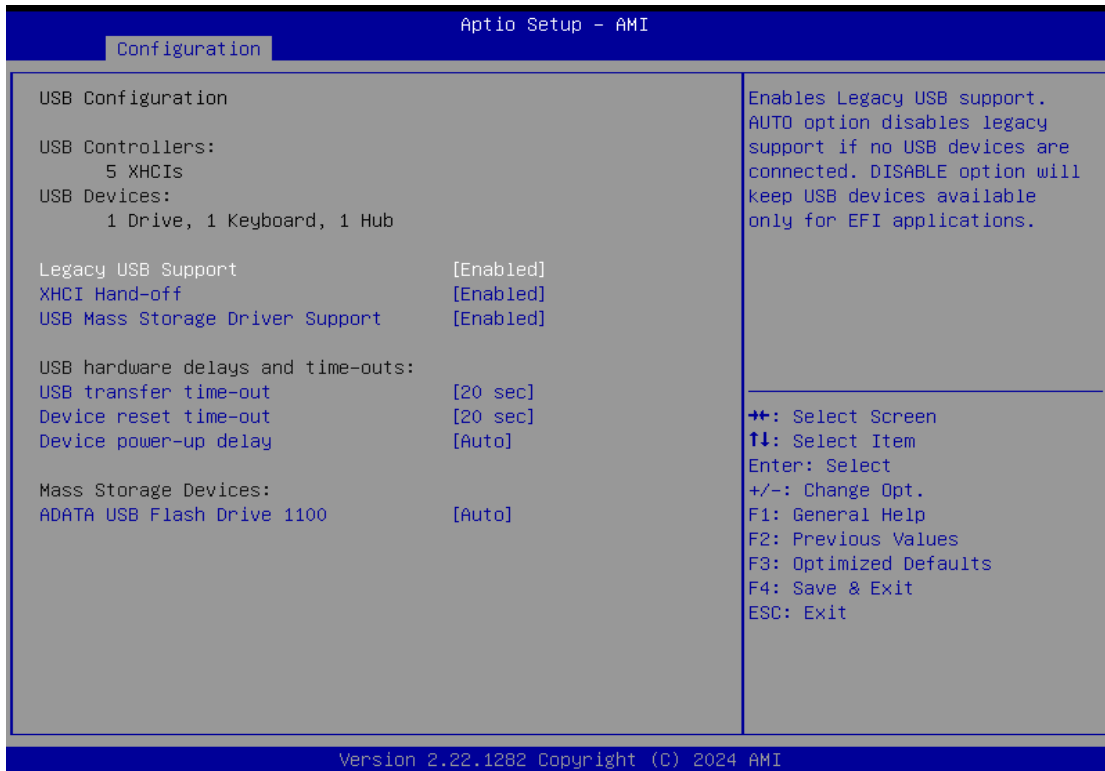 Aptio Setup – AMI
Configuration
USB Configuration
USB Controllers:
5 XHCIs
USB Devices:
1 Drive, 1 Keyboard, 1 Hub
Legacy USB Support [Enabled]
XHCI Hand-off [Enabled]
USB Mass Storage Driver Support [Enabled]
USB hardware delays and time-outs:
USB transfer time-out [20 sec]
Device reset time-out [20 sec]
Device power-up delay [Auto]
Mass Storage Devices:
ADATA USB Flash Drive 1100 [Auto]
Enables Legacy USB support.
AUTO option disables legacy
support if no USB devices are
connected. DISABLE option will
keep USB devices available
only for EFI applications.
→←: Select Screen
↑↓: Select Item
Enter: Select
+/-: Change Opt.
F1: General Help
F2: Previous Values
F3: Optimized Defaults
F4: Save & Exit
ESC: Exit
Version 2.22.1282 Copyright (C) 2024 AMI